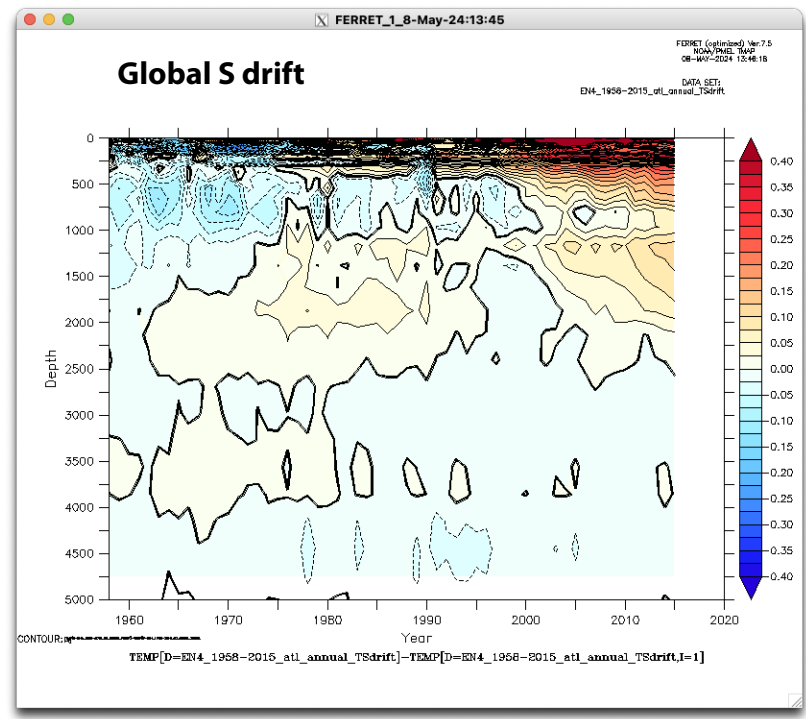 FERRET_1_8-May-24:13:45
FERRET (optimized) Ver.7.5
NOAA/PMEL TMAP
08-MAY-2024 13:46:18
Global S drift
DATA SET:
EN4_1958-2015_atl_annual_TSdrift
0
500
1000
1500
2000
2500
3000
3500
4000
4500
5000
Depth
1960 1970 1980 1990 2000 2010 2020
Year
0.40
0.35
0.30
0.25
0.20
0.15
0.10
0.05
0.00
-0.05
-0.10
-0.15
-0.20
-0.25
-0.30
-0.35
-0.40
CONTOUR:
TEMP[D=EN4_1958-2015_atl_annual_TSdrift]-TEMP[D=EN4_1958-2015_atl_annual_TSdrift,I=1]